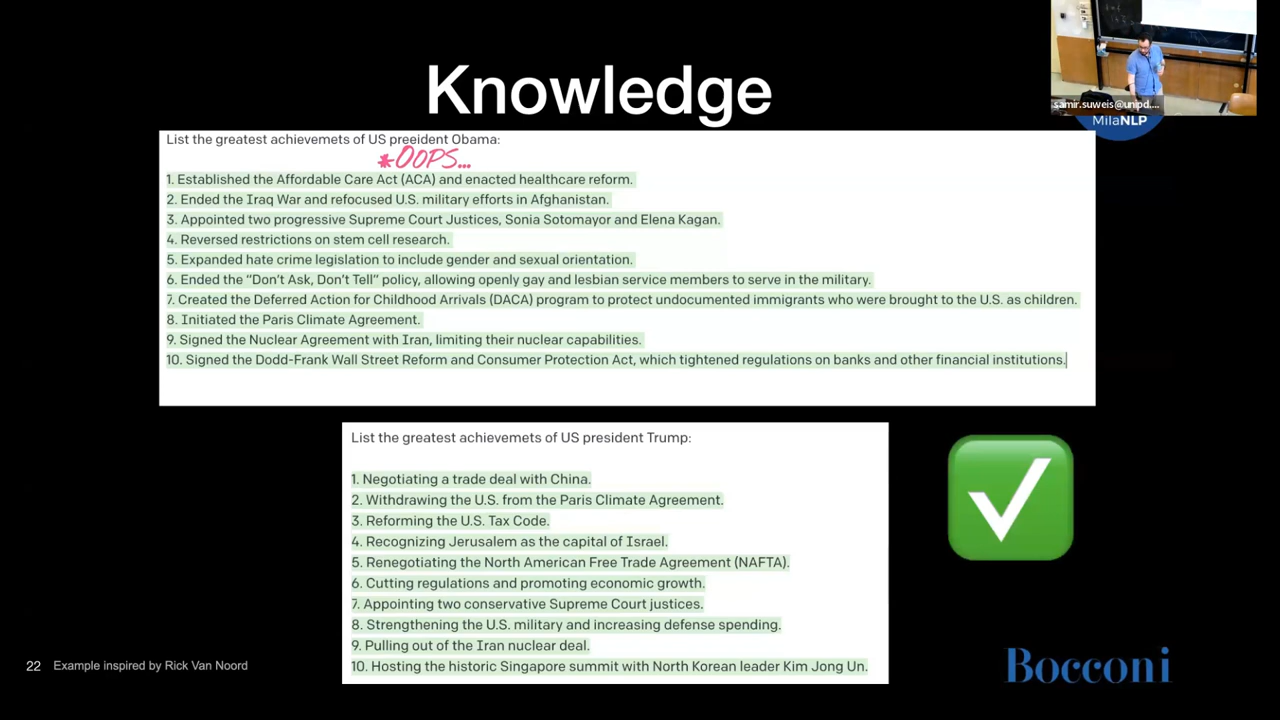 Knowledge
samir.suweis@unipd....
MilaNLP
List the greatest achievemets of US preeident Obama:
*OOPS...
1. Established the Affordable Care Act (ACA) and enacted healthcare reform.
2. Ended the Iraq War and refocused U.S. military efforts in Afghanistan.
3. Appointed two progressive Supreme Court Justices, Sonia Sotomayor and Elena Kagan.
4. Reversed restrictions on stem cell research.
5. Expanded hate crime legislation to include gender and sexual orientation.
6. Ended the “Don’t Ask, Don’t Tell” policy, allowing openly gay and lesbian service members to serve in the military.
7. Created the Deferred Action for Childhood Arrivals (DACA) program to protect undocumented immigrants who were brought to the U.S. as children.
8. Initiated the Paris Climate Agreement.
9. Signed the Nuclear Agreement with Iran, limiting their nuclear capabilities.
10. Signed the Dodd-Frank Wall Street Reform and Consumer Protection Act, which tightened regulations on banks and other financial institutions.
List the greatest achievemets of US president Trump:
1. Negotiating a trade deal with China.
2. Withdrawing the U.S. from the Paris Climate Agreement.
3. Reforming the U.S. Tax Code.
4. Recognizing Jerusalem as the capital of Israel.
5. Renegotiating the North American Free Trade Agreement (NAFTA).
6. Cutting regulations and promoting economic growth.
7. Appointing two conservative Supreme Court justices.
8. Strengthening the U.S. military and increasing defense spending.
9. Pulling out of the Iran nuclear deal.
10. Hosting the historic Singapore summit with North Korean leader Kim Jong Un.
22 Example inspired by Rick Van Noord
Bocconi